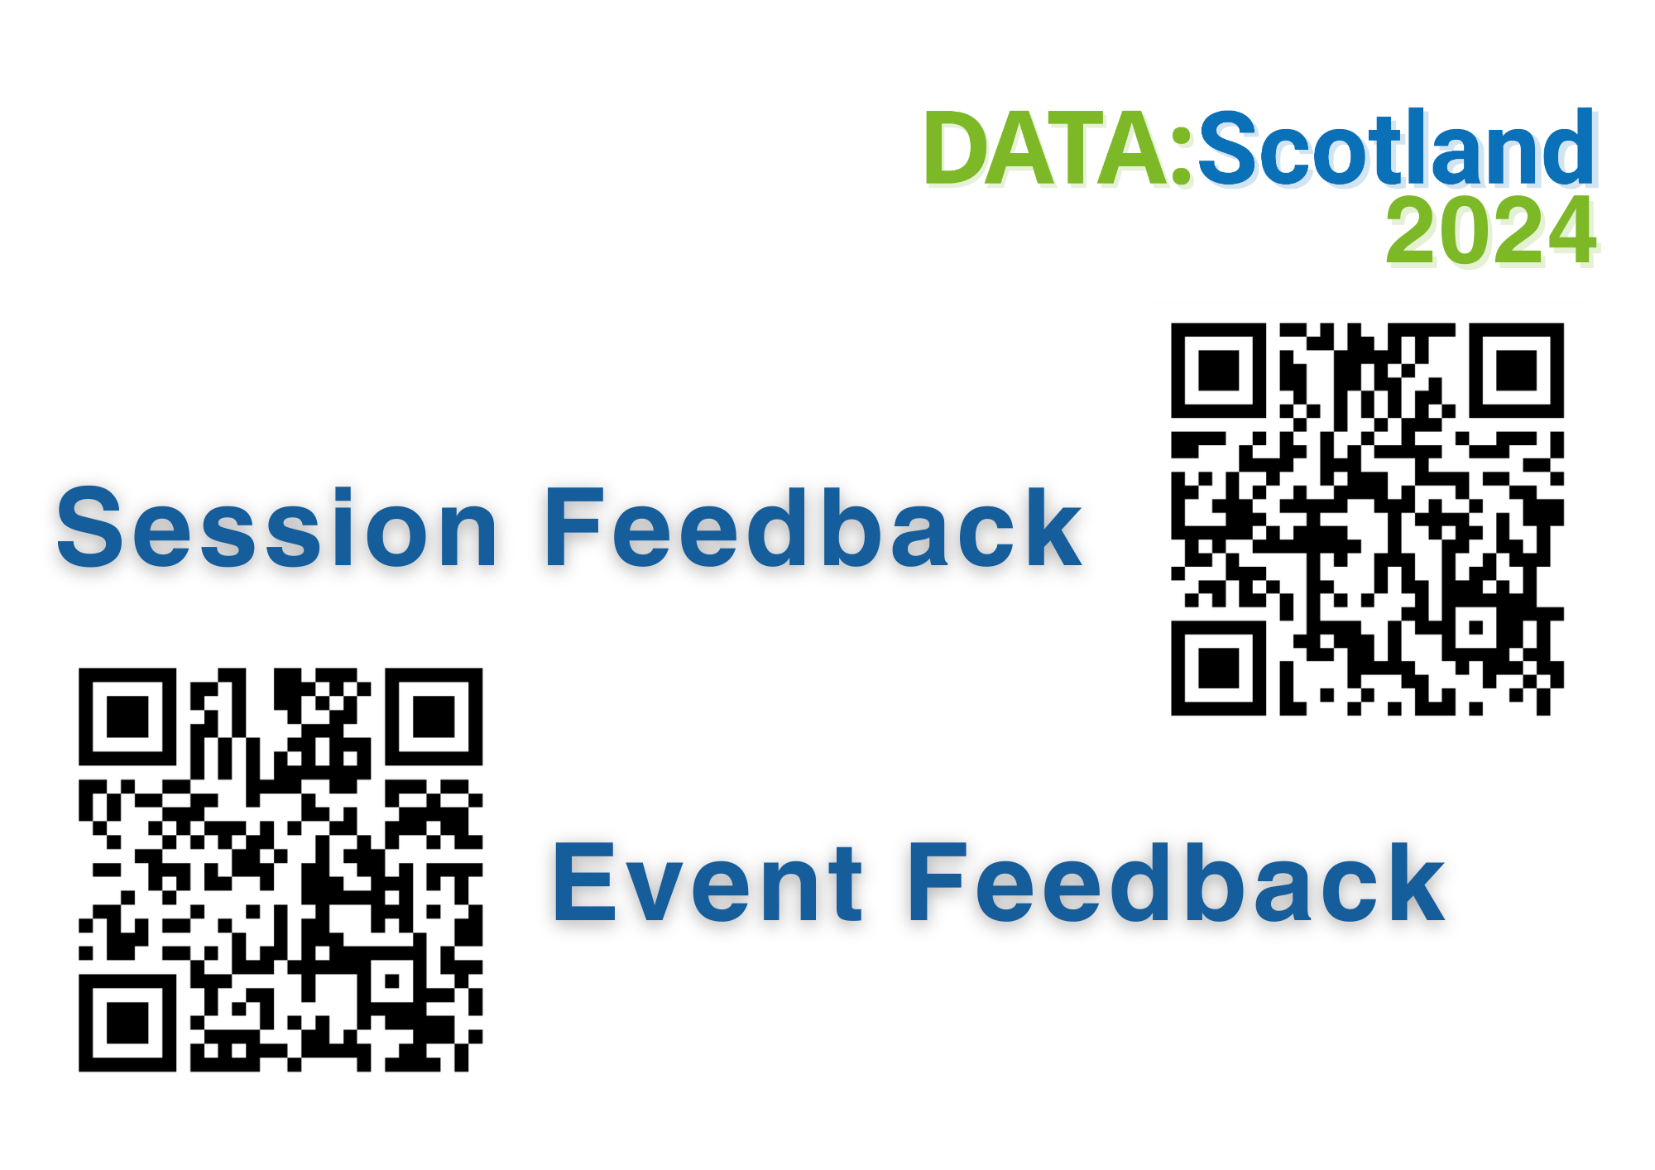 DATA:Scotland
2024
Session Feedback
Event Feedback